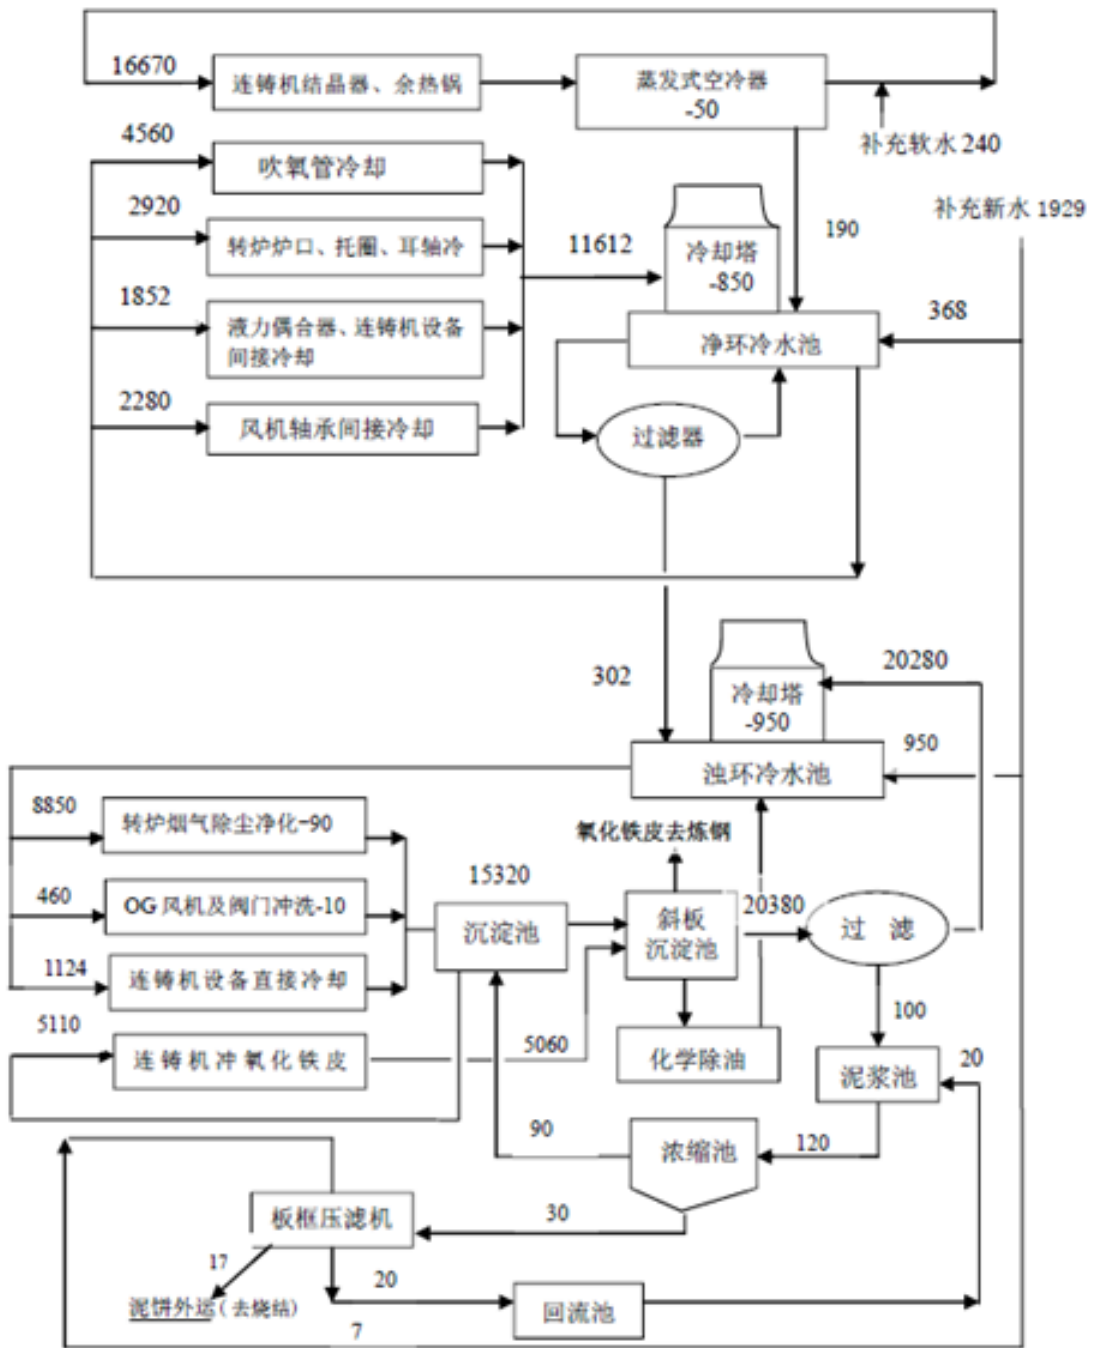 16670
连铸机结晶器、余热锅
蒸发式空冷器
-50
补充软水 240
4560
吹氧管冷却
补充新水 1929
2920
转炉炉口、托圈、耳轴冷
11612
冷却塔
-850
190
1852
液力偶合器、连铸机设备
间接冷却
净环冷水池
368
2280
风机轴承间接冷却
过滤器
302
冷却塔
-950
20280
浊环冷水池
950
8850
转炉烟气除尘净化-90
氧化铁皮去炼钢
460
OG 风机及阀门冲洗-10
15320
沉淀池
斜板
沉淀池
20380
过 滤
1124
连铸机设备直接冷却
100
5110
连铸机冲氧化铁皮
5060
化学除油
泥浆池
20
90
浓缩池
120
板框压滤机
30
17
泥饼外运(去烧结)
20
回流池
7